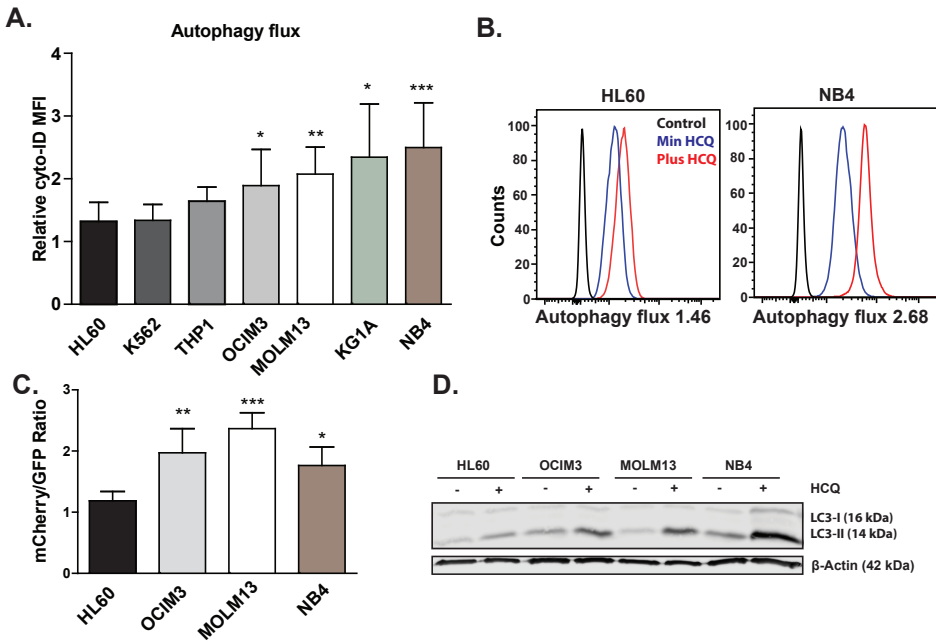 A.
Autophagy flux
Relative cyto-ID MFI
4
3
2
1
0
*
**
*
***
HL60
K562
THP1
OCIM3
MOLM13
KG1A
NB4
B.
HL60
NB4
Counts
100
80
60
40
20
0
Control
Min HCQ
Plus HCQ
100
80
60
40
20
0
Autophagy flux 1.46
Autophagy flux 2.68
C.
mCherry/GFP Ratio
3
2
1
0
**
***
*
HL60
OCIM3
MOLM13
NB4
D.
HL60 OCIM3 MOLM13 NB4
- + - + - + - + HCQ
LC3-I (16 kDa)
LC3-II (14 kDa)
β-Actin (42 kDa)